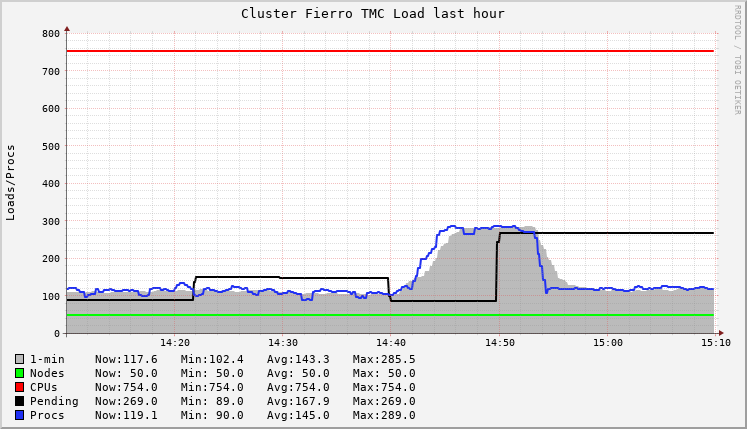 Cluster Fierro TMC Load last hour
RRDTOOL / TOBI OETIKER
Loads/Procs
800
700
600
500
400
300
200
100
0
14:20 14:30 14:40 14:50 15:00 15:10
1-min Now:117.6 Min:102.4 Avg:143.3 Max:285.5
Nodes Now: 50.0 Min: 50.0 Avg: 50.0 Max: 50.0
CPUs Now:754.0 Min:754.0 Avg:754.0 Max:754.0
Pending Now:269.0 Min: 89.0 Avg:167.9 Max:269.0
Procs Now:119.1 Min: 90.0 Avg:145.0 Max:289.0